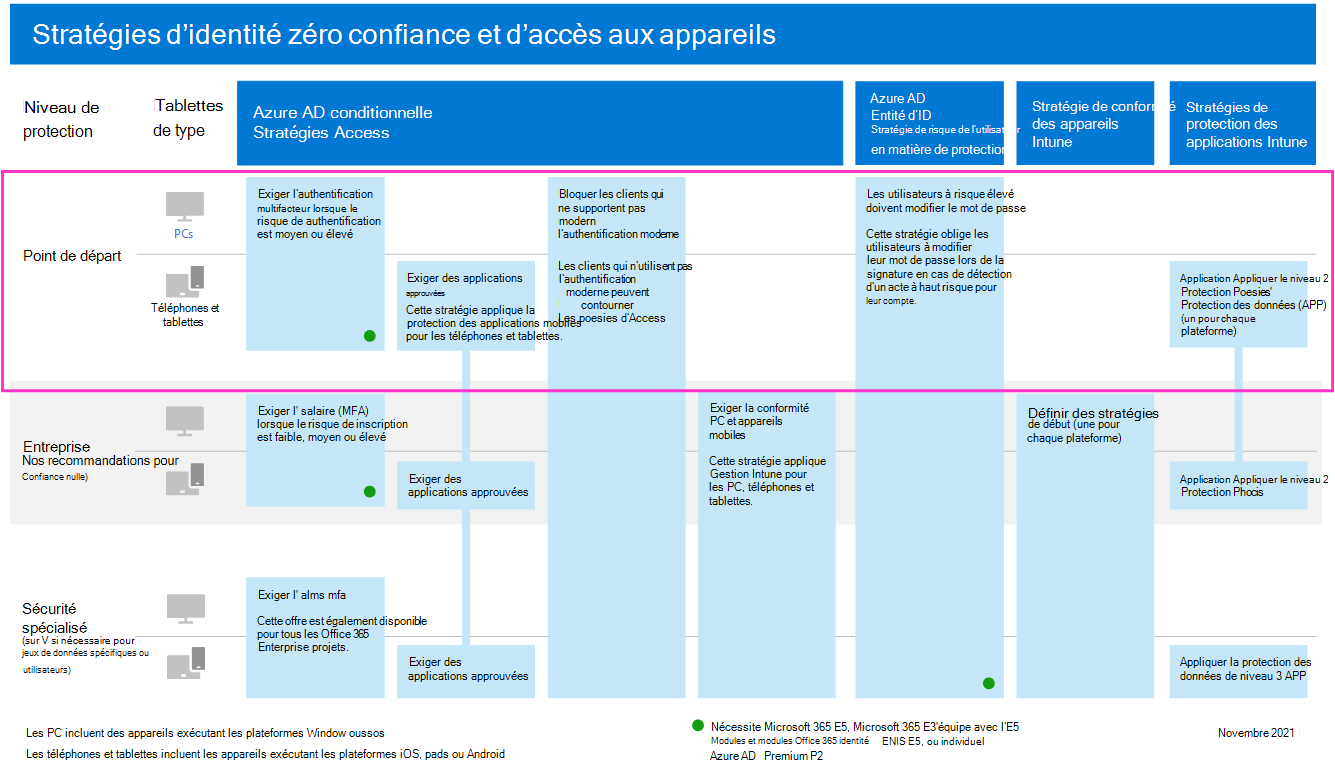 Stratégies d'identité zéro confiance et d'accès aux appareils
Niveau de
protection
Tablettes
de type
Azure AD conditionnelle
Stratégies Access
Azure AD
Entité d'ID
Stratégie de risque de l'utilisateur
en matière de protection
Stratégie de conformité
des appareils
Intune
Stratégies de
protection des
applications Intune
Point de départ
PCs
Téléphones et
tablettes
Exiger l'authentification
multifacteur lorsque le
risque de authentification
est moyen ou élevé
Exiger des applications
approuvées
Cette stratégie applique la
protection des applications mobiles
pour les téléphones et tablettes.
Bloquer les clients qui
ne supportent pas
modern
l'authentification moderne
Les clients qui n'utilisent pas
l'authentification
moderne peuvent
contourner
Les poesies d'Access
Les utilisateurs à risque élevé
doivent modifier le mot de passe
Cette stratégie oblige les
utilisateurs à modifier
leur mot de passe lors de la
signature en cas de détection
d'un acte à haut risque pour
leur compte.
Application Appliquer le niveau 2
Protection Poesies'
Protection des données (APP)
(un pour chaque
plateforme)
Entreprise
Nos recommandations pour
Confiance nulle)
Exiger l' salaire (MFA)
lorsque le risque de inscription
est faible, moyen ou élevé
Exiger des
applications approuvées
Exiger la conformité
PC et appareils
mobiles
Cette stratégie applique
Gestion Intune pour
les PC, téléphones et
tablettes.
Définir des stratégies
de début (une pour
chaque plateforme)
Application Appliquer le niveau 2
Protection Phocis
Sécurité
spécialisé
(sur V si nécessaire pour
jeux de données spécifiques ou
utilisateurs)
Exiger l' alms mfa
Cette offre est également disponible
pour tous les Office 365
Enterprise projets.
Exiger des
applications approuvées
Appliquer la protection des
données de niveau 3 APP
Les PC incluent des appareils exécutant les plateformes Window oussos
Les téléphones et tablettes incluent les appareils exécutant les plateformes iOS, pads ou Android
Nécessite Microsoft 365 E5, Microsoft 365 E3'équipe avec l'E5
Modules et modules Office 365 identité ENIS E5, ou individuel
Azure AD Premium P2
Novembre 2021